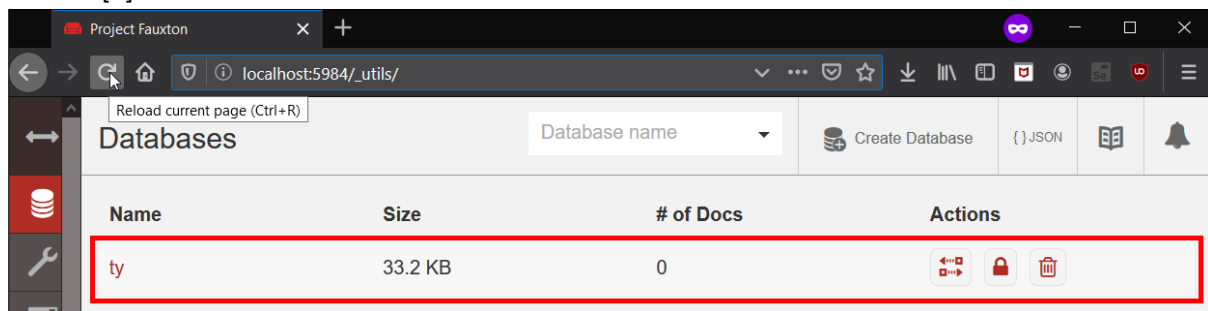 Project Fauxton
localhost:5984/_utils/
Reload current page (Ctrl+R)
Databases
Database name
Create Database
{ } JSON
Name Size # of Docs Actions
ty 33.2 KB 0